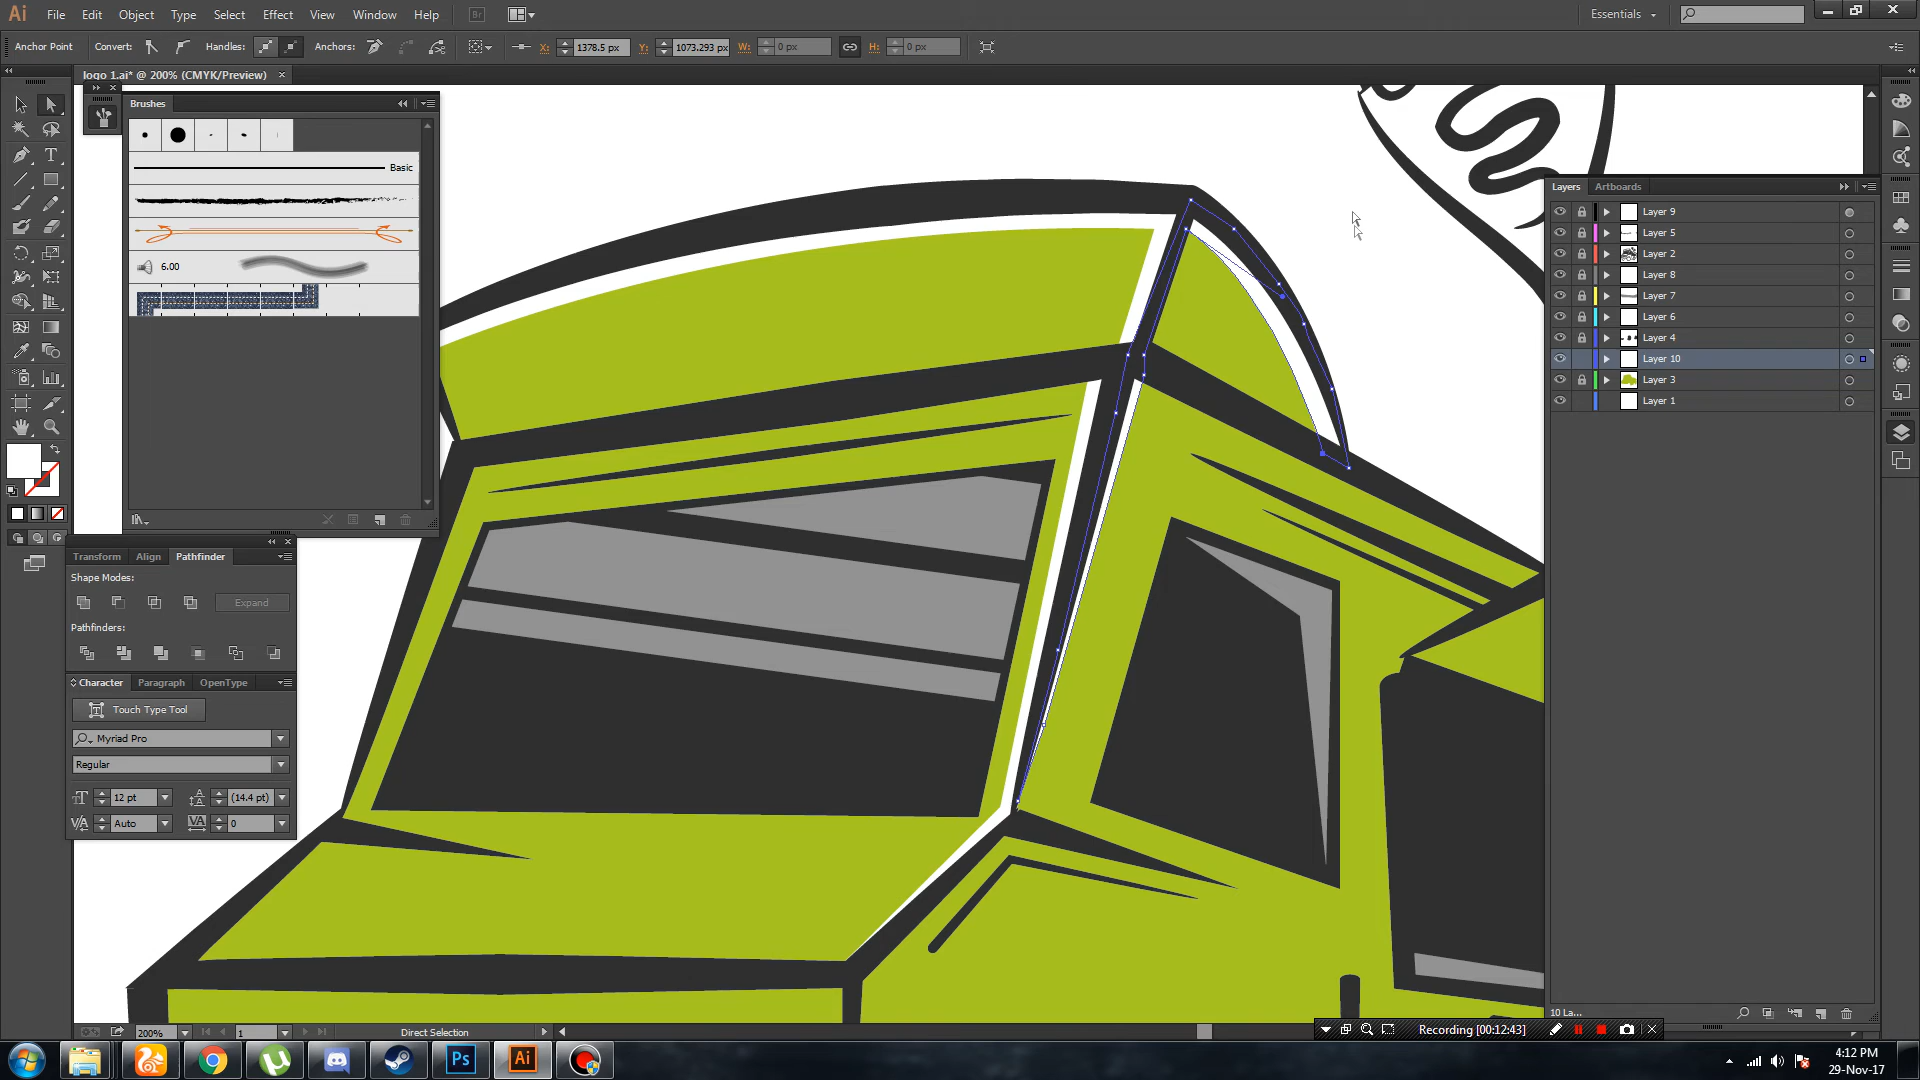 Ai File Edit Object Type Select Effect View Window Help Br Essentials
Anchor Point Convert: Handles: Anchors: X: 1378.5 px Y: 1073.293 px W: 0 px H: 0 px
logo 1.ai* @ 200% (CMYK/Preview)
Brushes
Basic
6.00
Layers Artboards
Layer 9
Layer 5
Layer 2
Layer 8
Layer 7
Layer 6
Layer 4
Layer 10
Layer 3
Layer 1
Transform Align Pathfinder
Shape Modes:
Expand
Pathfinders:
Character Paragraph OpenType
Touch Type Tool
Myriad Pro
Regular
12 pt (14.4 pt)
Auto 0
10 La...
200% 1 Direct Selection
Recording [00:12:43]
Ps Ai
4:12 PM
29-Nov-17